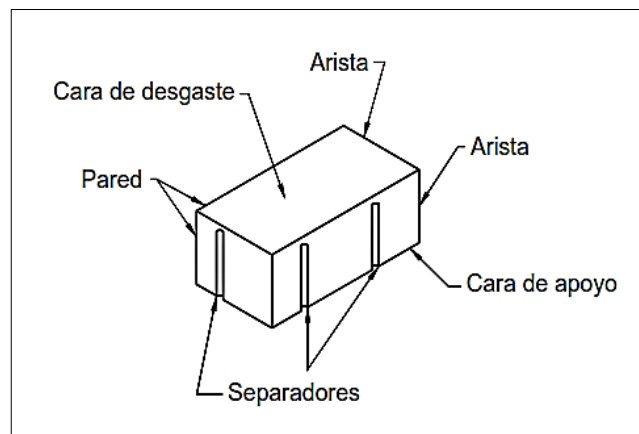 Arista
Cara de desgaste
Arista
Pared
Cara de apoyo
Separadores